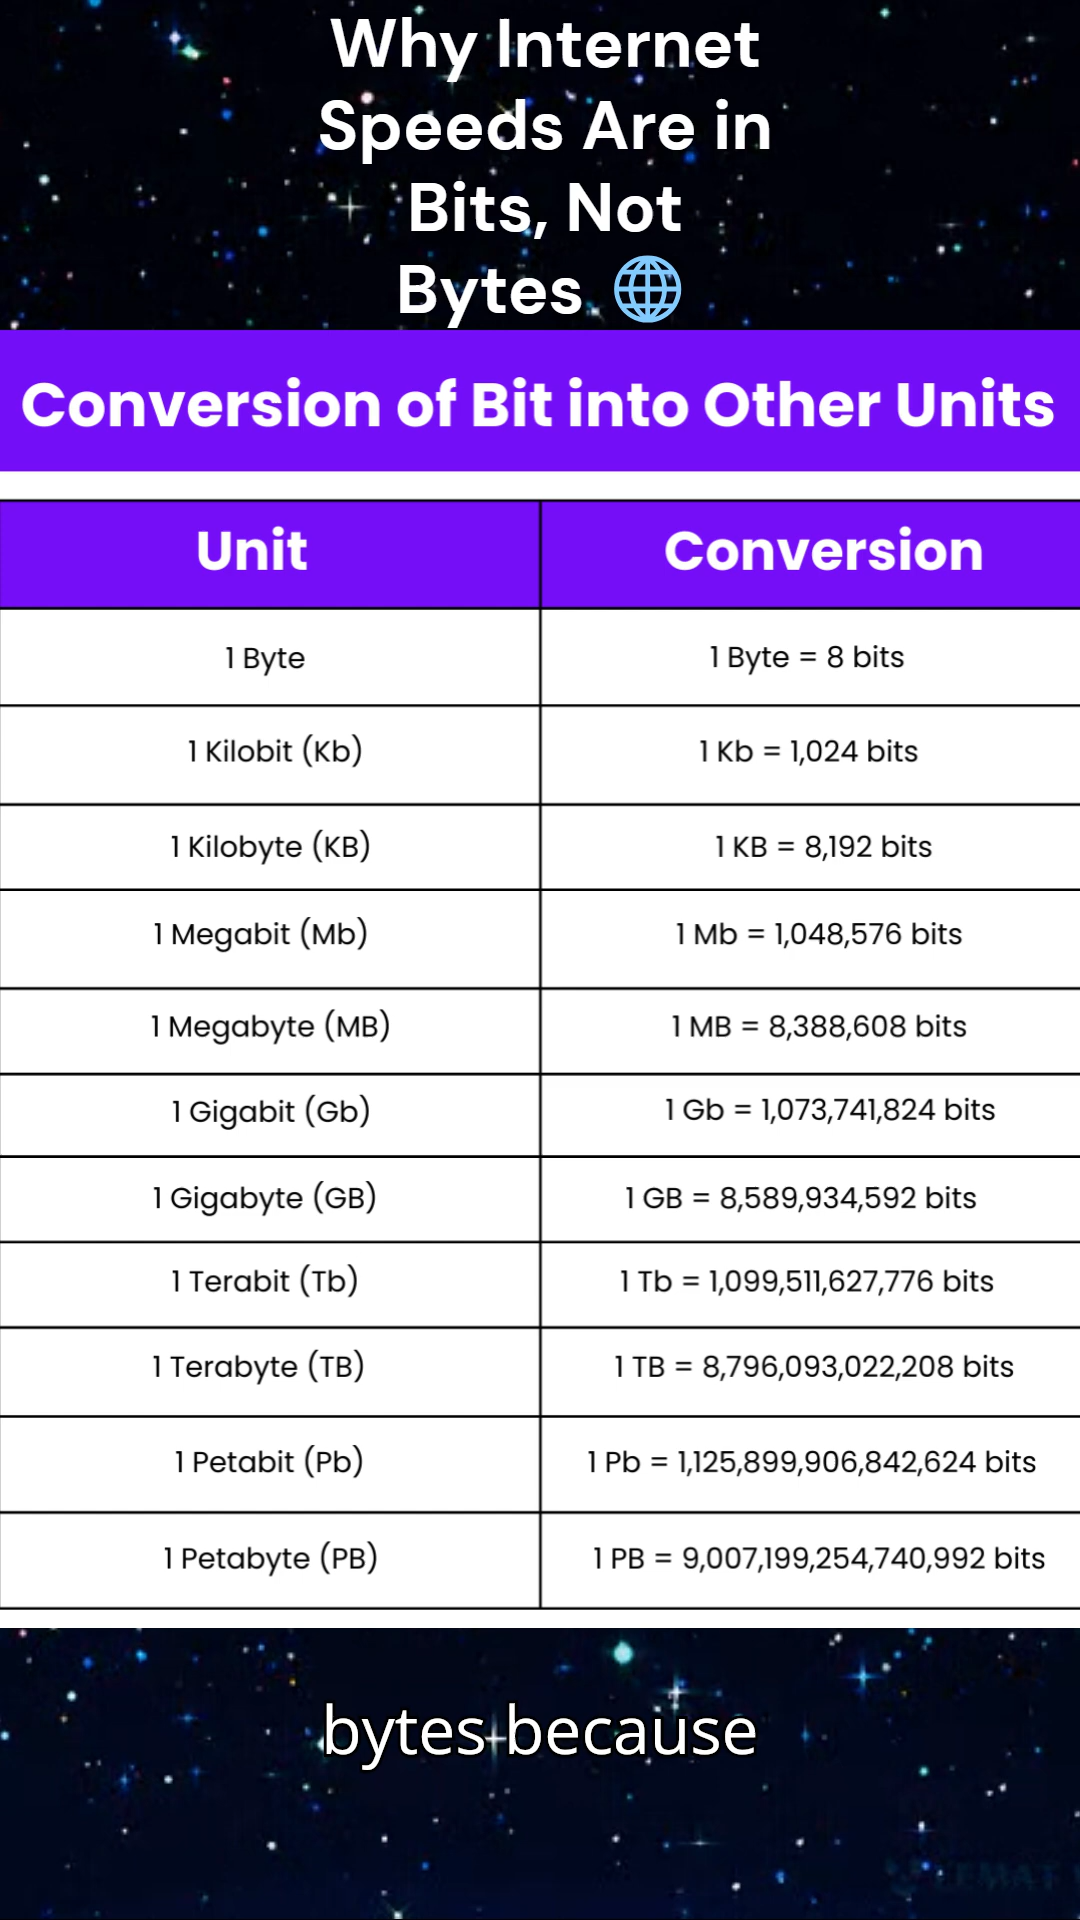 Why Internet
Speeds Are in
Bits, Not
Bytes 🌐
Conversion of Bit into Other Units
Unit Conversion
1 Byte 1 Byte = 8 bits
1 Kilobit (Kb) 1 Kb = 1,024 bits
1 Kilobyte (KB) 1 KB = 8,192 bits
1 Megabit (Mb) 1 Mb = 1,048,576 bits
1 Megabyte (MB) 1 MB = 8,388,608 bits
1 Gigabit (Gb) 1 Gb = 1,073,741,824 bits
1 Gigabyte (GB) 1 GB = 8,589,934,592 bits
1 Terabit (Tb) 1 Tb = 1,099,511,627,776 bits
1 Terabyte (TB) 1 TB = 8,796,093,022,208 bits
1 Petabit (Pb) 1 Pb = 1,125,899,906,842,624 bits
1 Petabyte (PB) 1 PB = 9,007,199,254,740,992 bits
bytes because